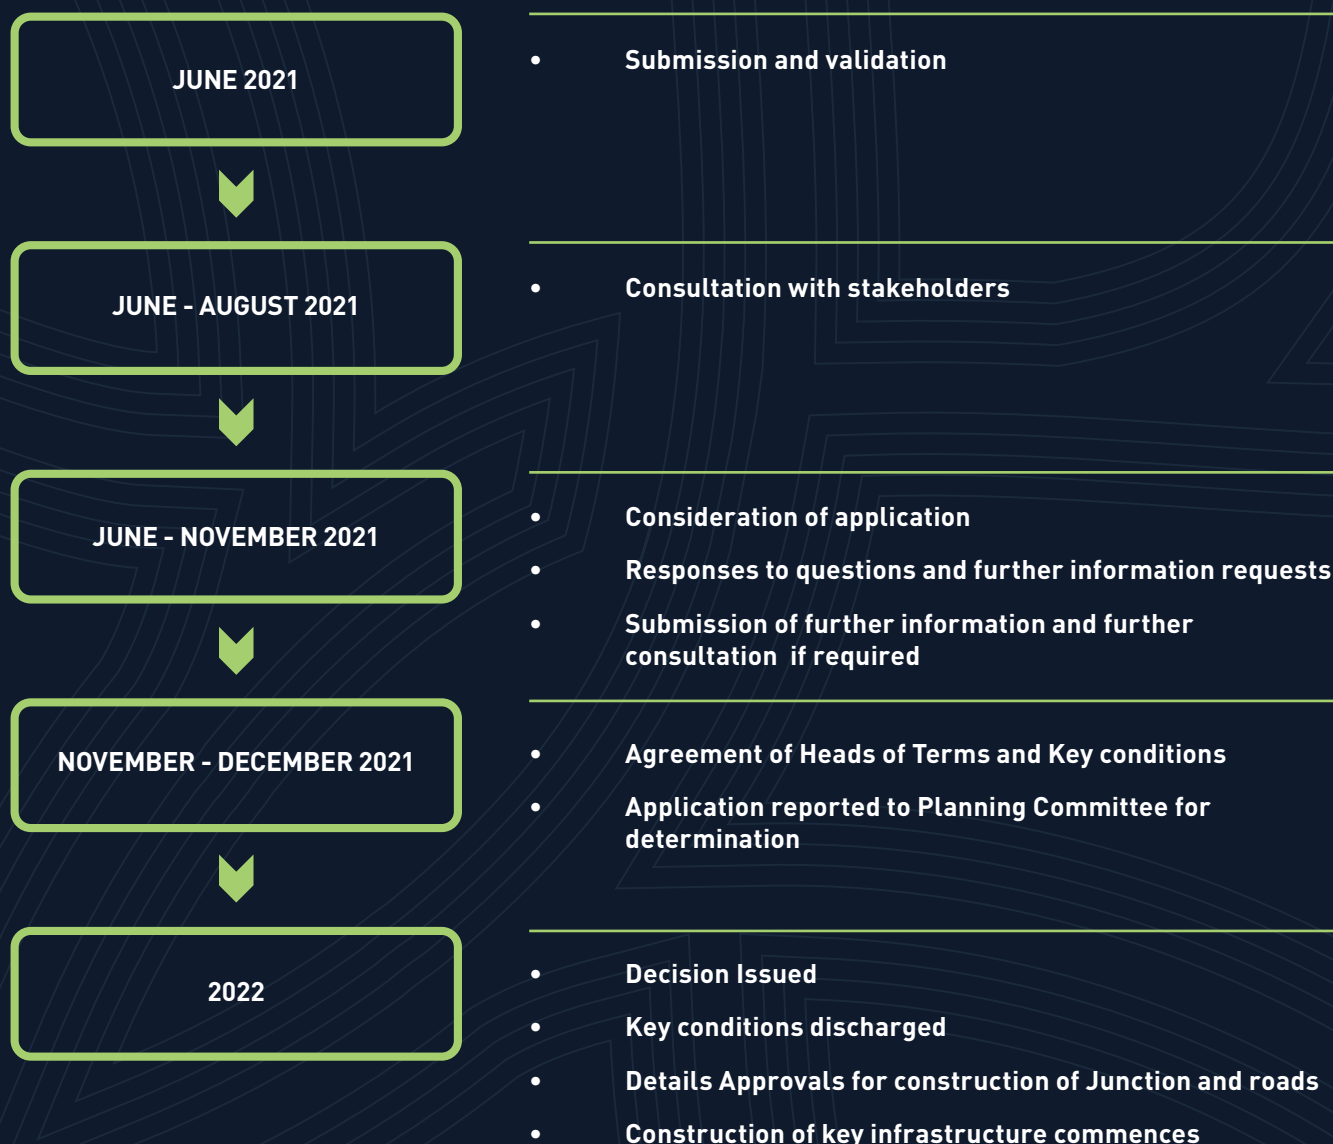 JUNE 2021
• Submission and validation
JUNE - AUGUST 2021
• Consultation with stakeholders
JUNE - NOVEMBER 2021
• Consideration of application
• Responses to questions and further information requests
• Submission of further information and further
consultation  if required
NOVEMBER - DECEMBER 2021
• Agreement of Heads of Terms and Key conditions
• Application reported to Planning Committee for
determination
2022
• Decision Issued
• Key conditions discharged
• Details Approvals for construction of Junction and roads
• Construction of key infrastructure commences